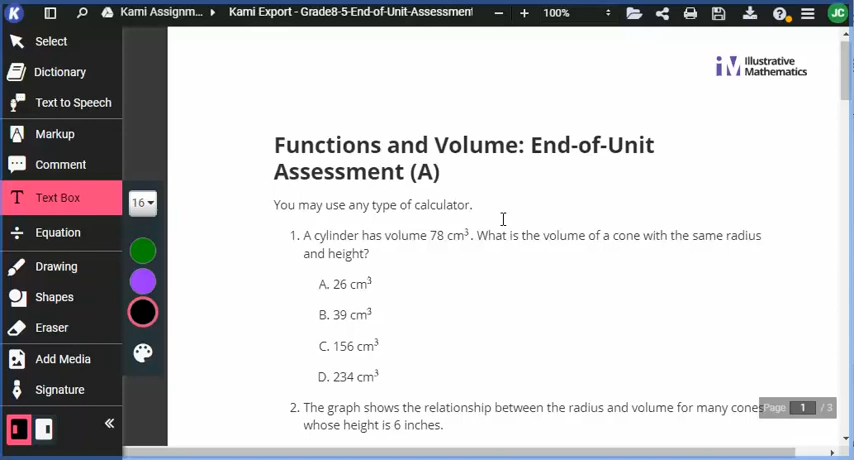 Kami Assignm... Kami Export - Grade8-5-End-of-Unit-Assessment − + 100% ? JC
Select
Dictionary
Text to Speech
Markup
Comment
T Text Box
Equation
Drawing
Shapes
Eraser
Add Media
Signature
16
Illustrative
Mathematics
Functions and Volume: End-of-Unit
Assessment (A)
You may use any type of calculator.
1. A cylinder has volume 78 cm³. What is the volume of a cone with the same radius
and height?
A. 26 cm³
B. 39 cm³
C. 156 cm³
D. 234 cm³
2. The graph shows the relationship between the radius and volume for many cones
whose height is 6 inches.
Page 1 / 3